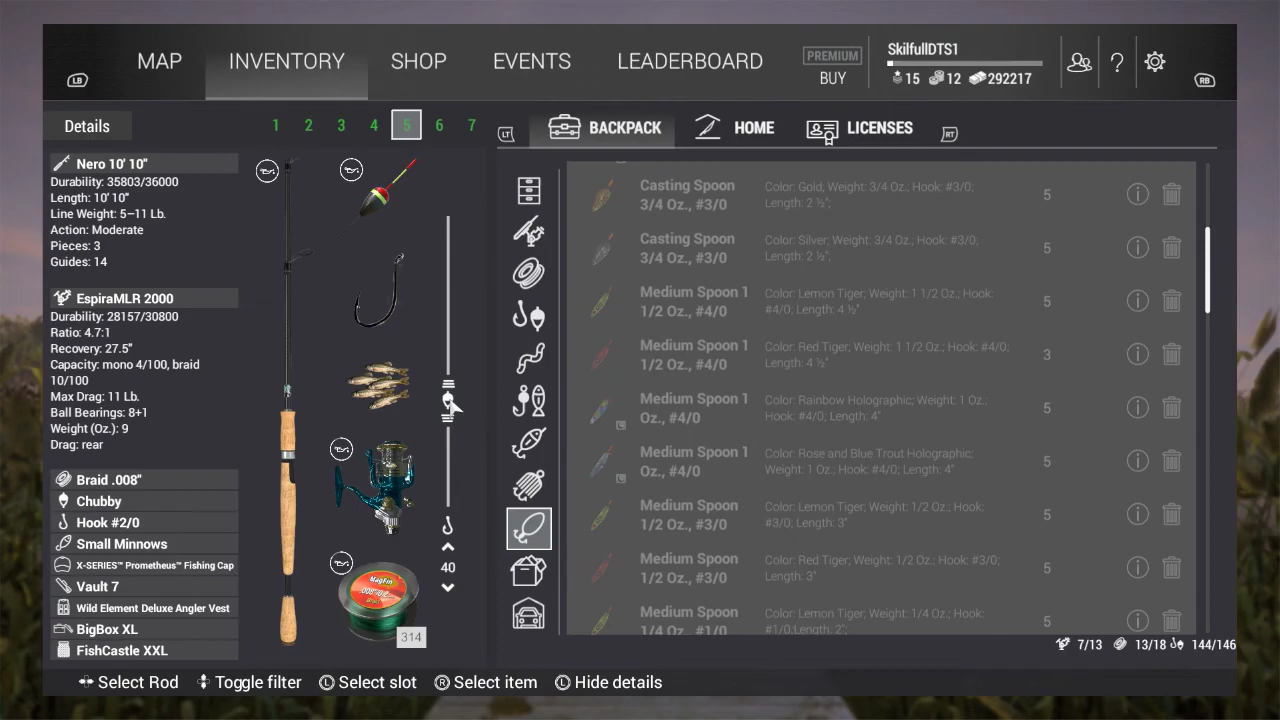 MAP
INVENTORY
SHOP
EVENTS
LEADERBOARD
PREMIUM
BUY
SkilfullDTS1
15 12 292217
?
LB
RB
Details
1 2 3 4 5 6 7
LT
BACKPACK
HOME
LICENSES
RT
Nero 10' 10"
Durability: 35803/36000
Length: 10' 10"
Line Weight: 5–11 Lb.
Action: Moderate
Pieces: 3
Guides: 14
EspiraMLR 2000
Durability: 28157/30800
Ratio: 4.7:1
Recovery: 27.5"
Capacity: mono 4/100, braid
10/100
Max Drag: 11 Lb.
Ball Bearings: 8+1
Weight (Oz.): 9
Drag: rear
Braid .008"
Chubby
Hook #2/0
Small Minnows
X-SERIES™ Prometheus™ Fishing Cap
Vault 7
Wild Element Deluxe Angler Vest
BigBox XL
FishCastle XXL
40
MagFin
314
Casting Spoon
3/4 Oz., #3/0
Color: Gold; Weight: 3/4 Oz.; Hook: #3/0;
Length: 2 ½";
5
Casting Spoon
3/4 Oz., #3/0
Color: Silver; Weight: 3/4 Oz.; Hook: #3/0;
Length: 2 ½";
5
Medium Spoon 1
1/2 Oz., #4/0
Color: Lemon Tiger; Weight: 1 1/2 Oz.; Hook:
#4/0; Length: 4 ½"
5
Medium Spoon 1
1/2 Oz., #4/0
Color: Red Tiger; Weight: 1 1/2 Oz.; Hook: #4/0;
Length: 4 ½"
3
Medium Spoon 1
Oz., #4/0
Color: Rainbow Holographic; Weight: 1 Oz.;
Hook: #4/0; Length: 4"
5
Medium Spoon 1
Oz., #4/0
Color: Rose and Blue Trout Holographic;
Weight: 1 Oz.; Hook: #4/0; Length: 4"
5
Medium Spoon
1/2 Oz., #3/0
Color: Lemon Tiger; Weight: 1/2 Oz.; Hook:
#3/0; Length: 3"
5
Medium Spoon
1/2 Oz., #3/0
Color: Red Tiger; Weight: 1/2 Oz.; Hook: #3/0;
Length: 3"
5
Medium Spoon
1/4 Oz., #1/0
Color: Lemon Tiger; Weight: 1/4 Oz.; Hook:
#1/0;Length: 2";
5
7/13 13/18 144/146
Select Rod
Toggle filter
L Select slot
R Select item
L Hide details